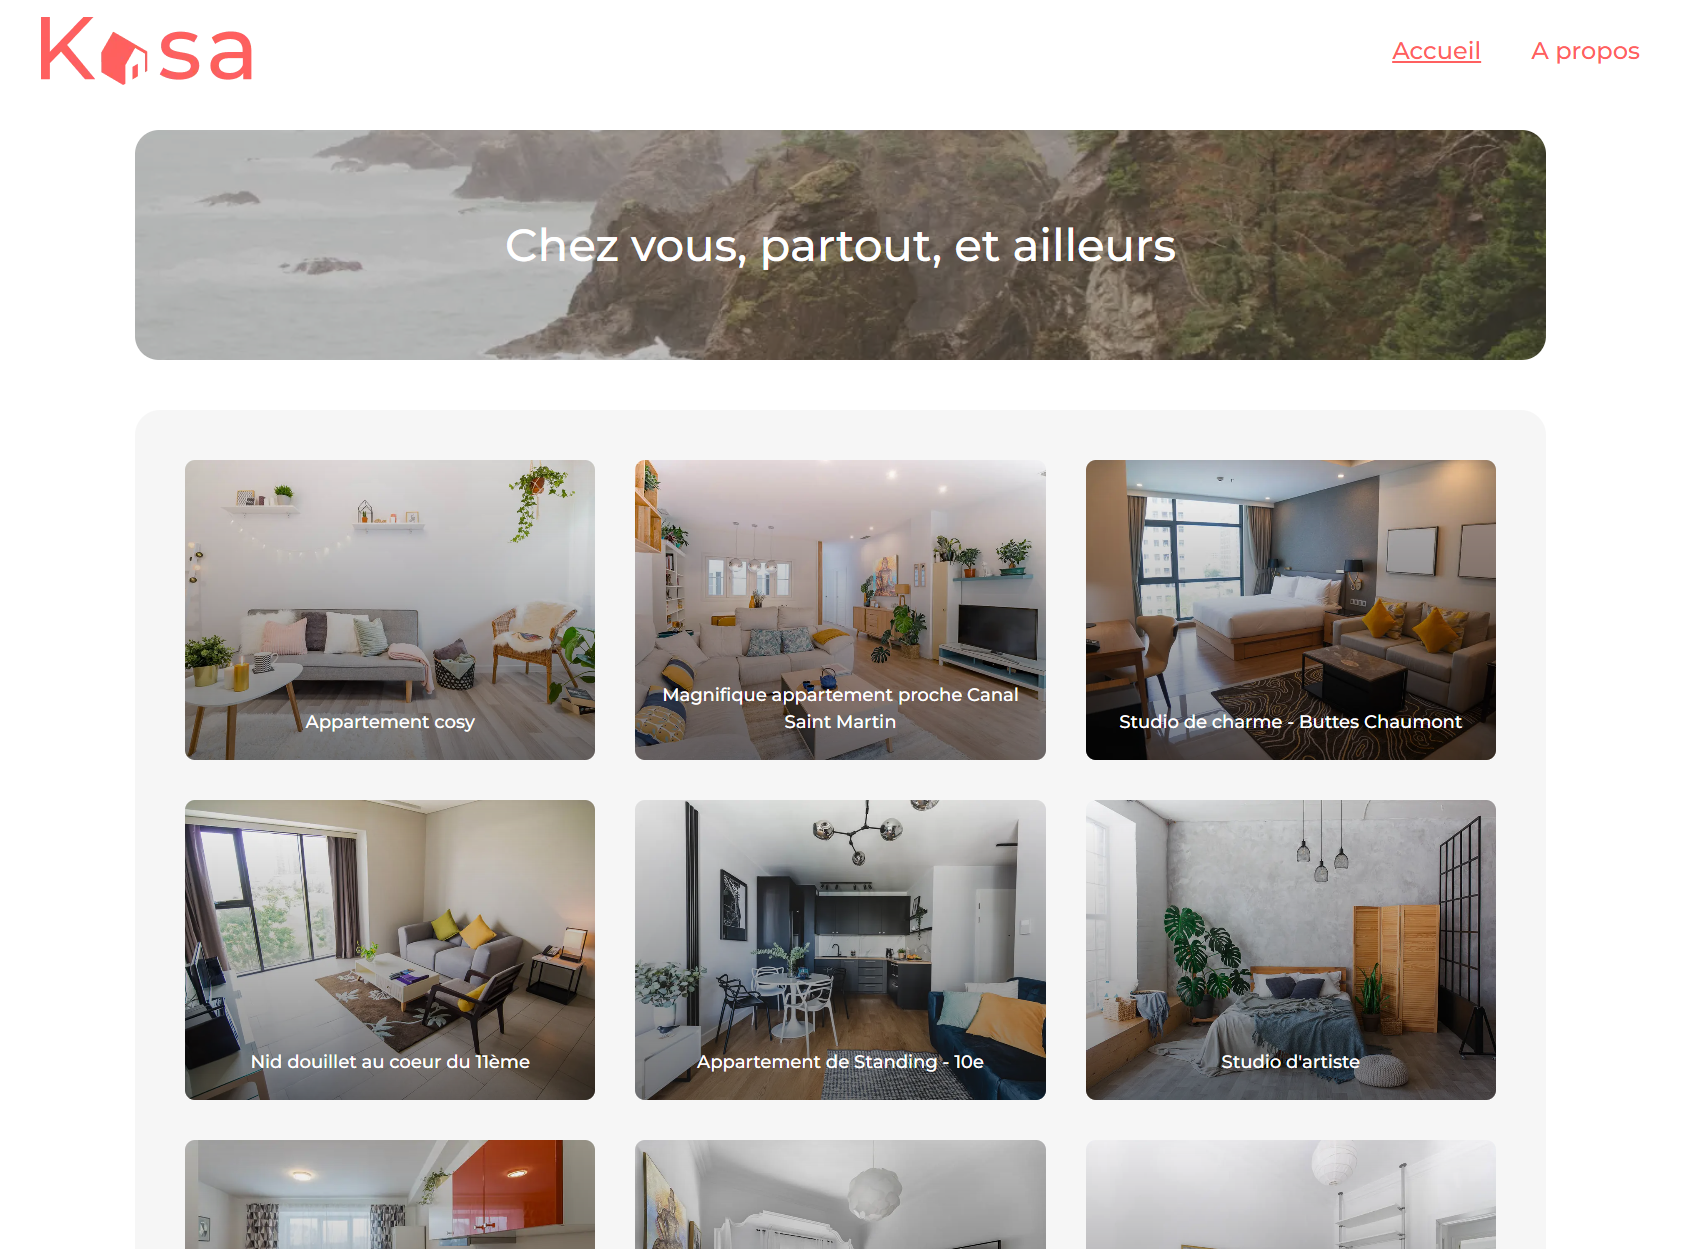 Kasa
Accueil
A propos
Chez vous, partout, et ailleurs
Appartement cosy
Magnifique appartement proche Canal
Saint Martin
Studio de charme - Buttes Chaumont
Nid douillet au coeur du 11ème
Appartement de Standing - 10e
Studio d'artiste